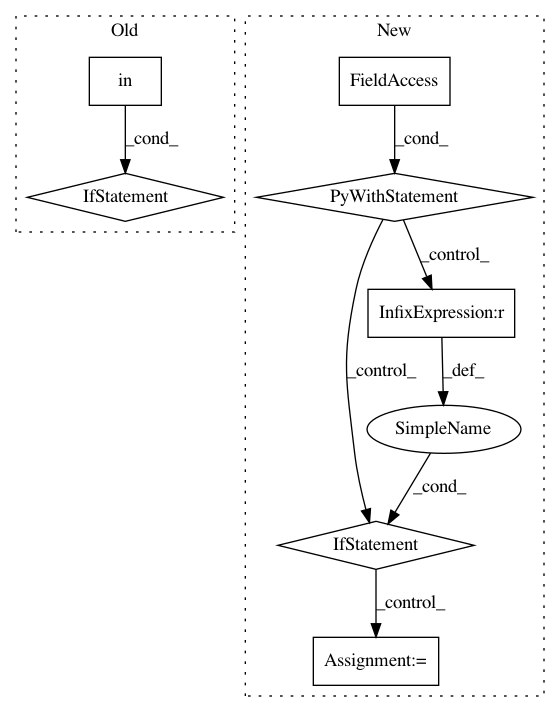 Old
New
in
FieldAccess
_cond_
_cond_
IfStatement
PyWithStatement
_control_
InfixExpression:r
_control_
_def_
SimpleName
_cond_
IfStatement
_control_
Assignment:=